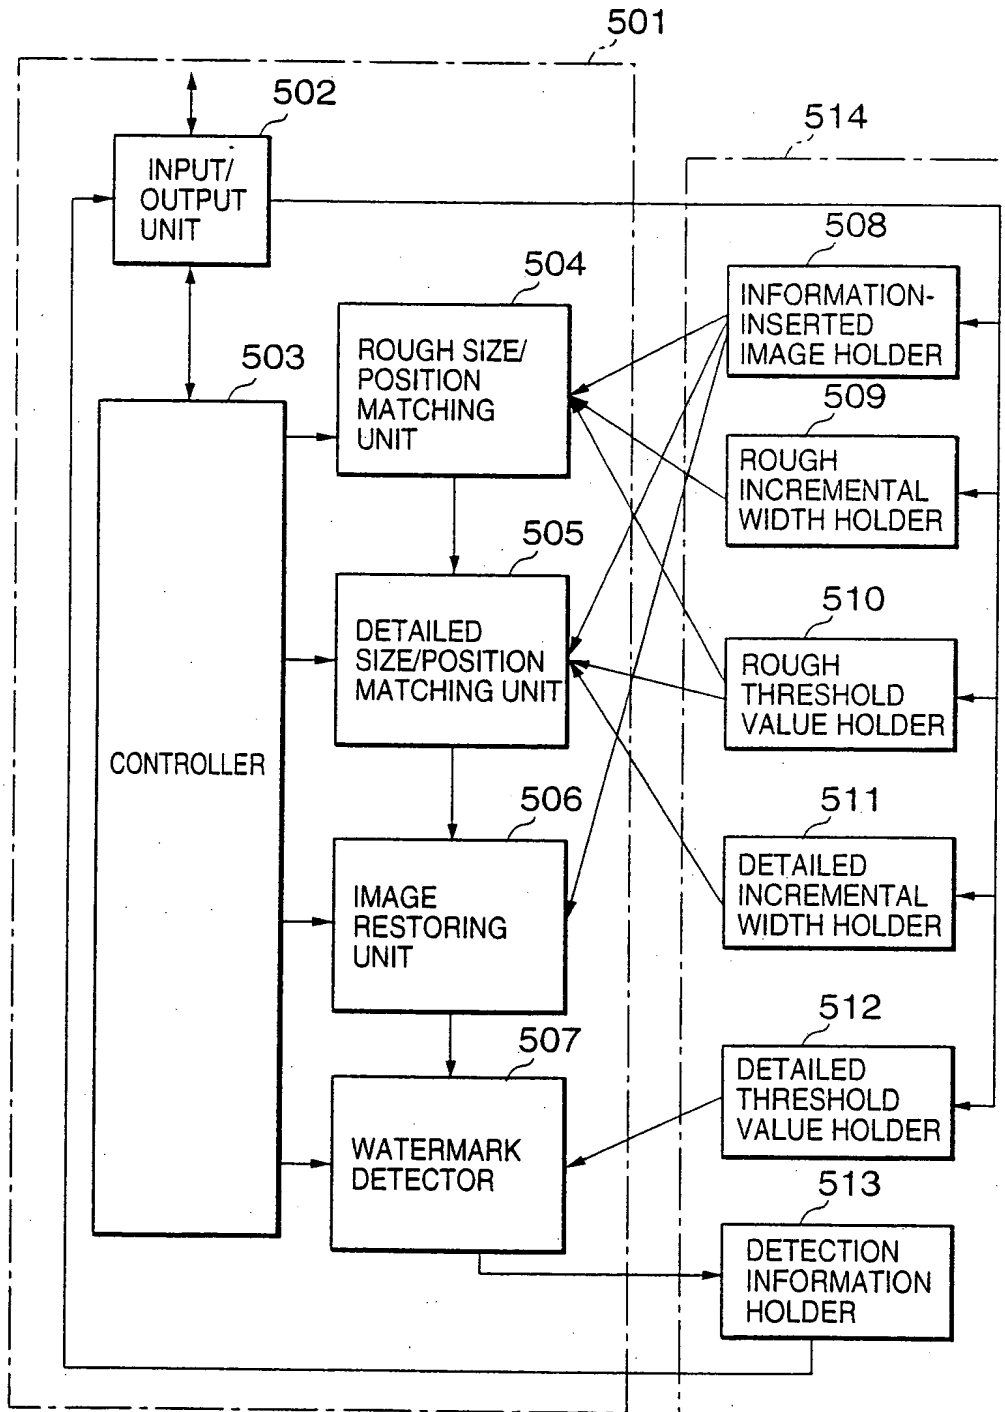 501
502
INPUT/
OUTPUT
UNIT
514
508
INFORMATION-
INSERTED
IMAGE HOLDER
504
ROUGH SIZE/
POSITION
MATCHING
UNIT
503
CONTROLLER
509
ROUGH
INCREMENTAL
WIDTH HOLDER
505
DETAILED
SIZE/POSITION
MATCHING UNIT
510
ROUGH
THRESHOLD
VALUE HOLDER
506
IMAGE
RESTORING
UNIT
511
DETAILED
INCREMENTAL
WIDTH HOLDER
507
WATERMARK
DETECTOR
512
DETAILED
THRESHOLD
VALUE HOLDER
513
DETECTION
INFORMATION
HOLDER